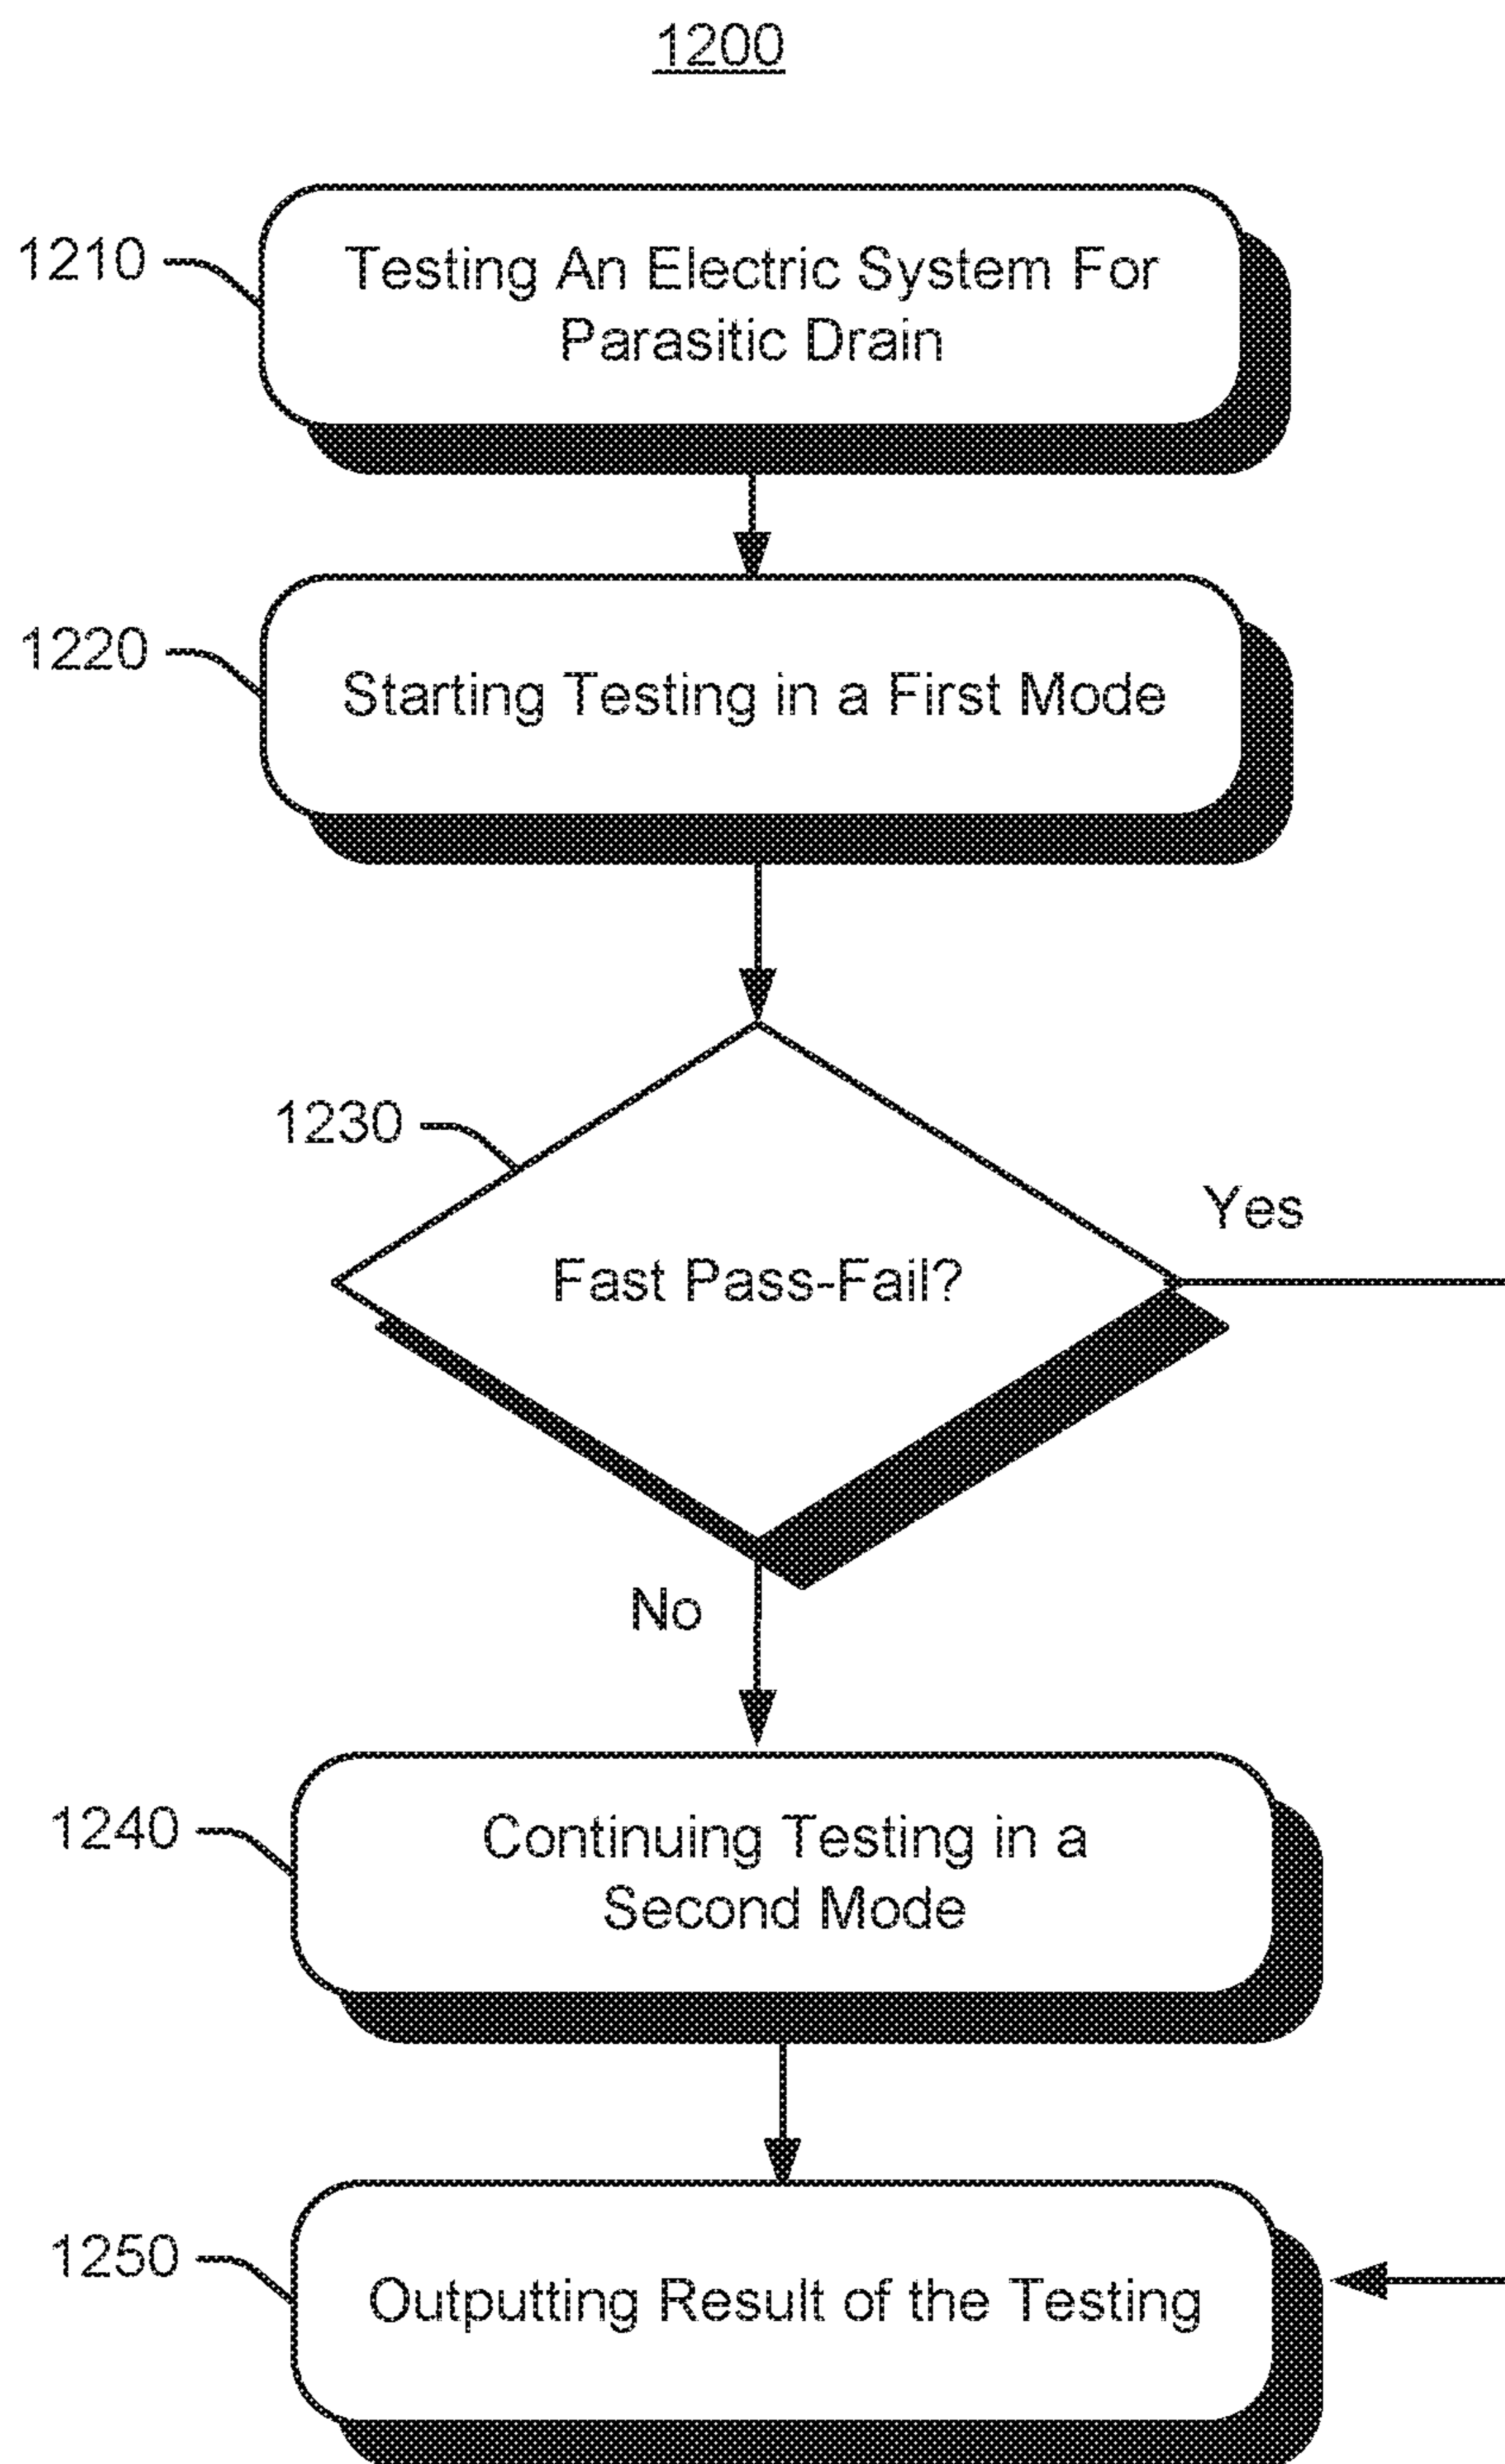 1200
1210
Testing An Electric System For
Parasitic Drain
1220
Starting Testing in a First Mode
1230
Yes
Fast Pass-Fail?
No
1240
Continuing Testing in a
Second Mode
1250
Outputting Result of the Testing